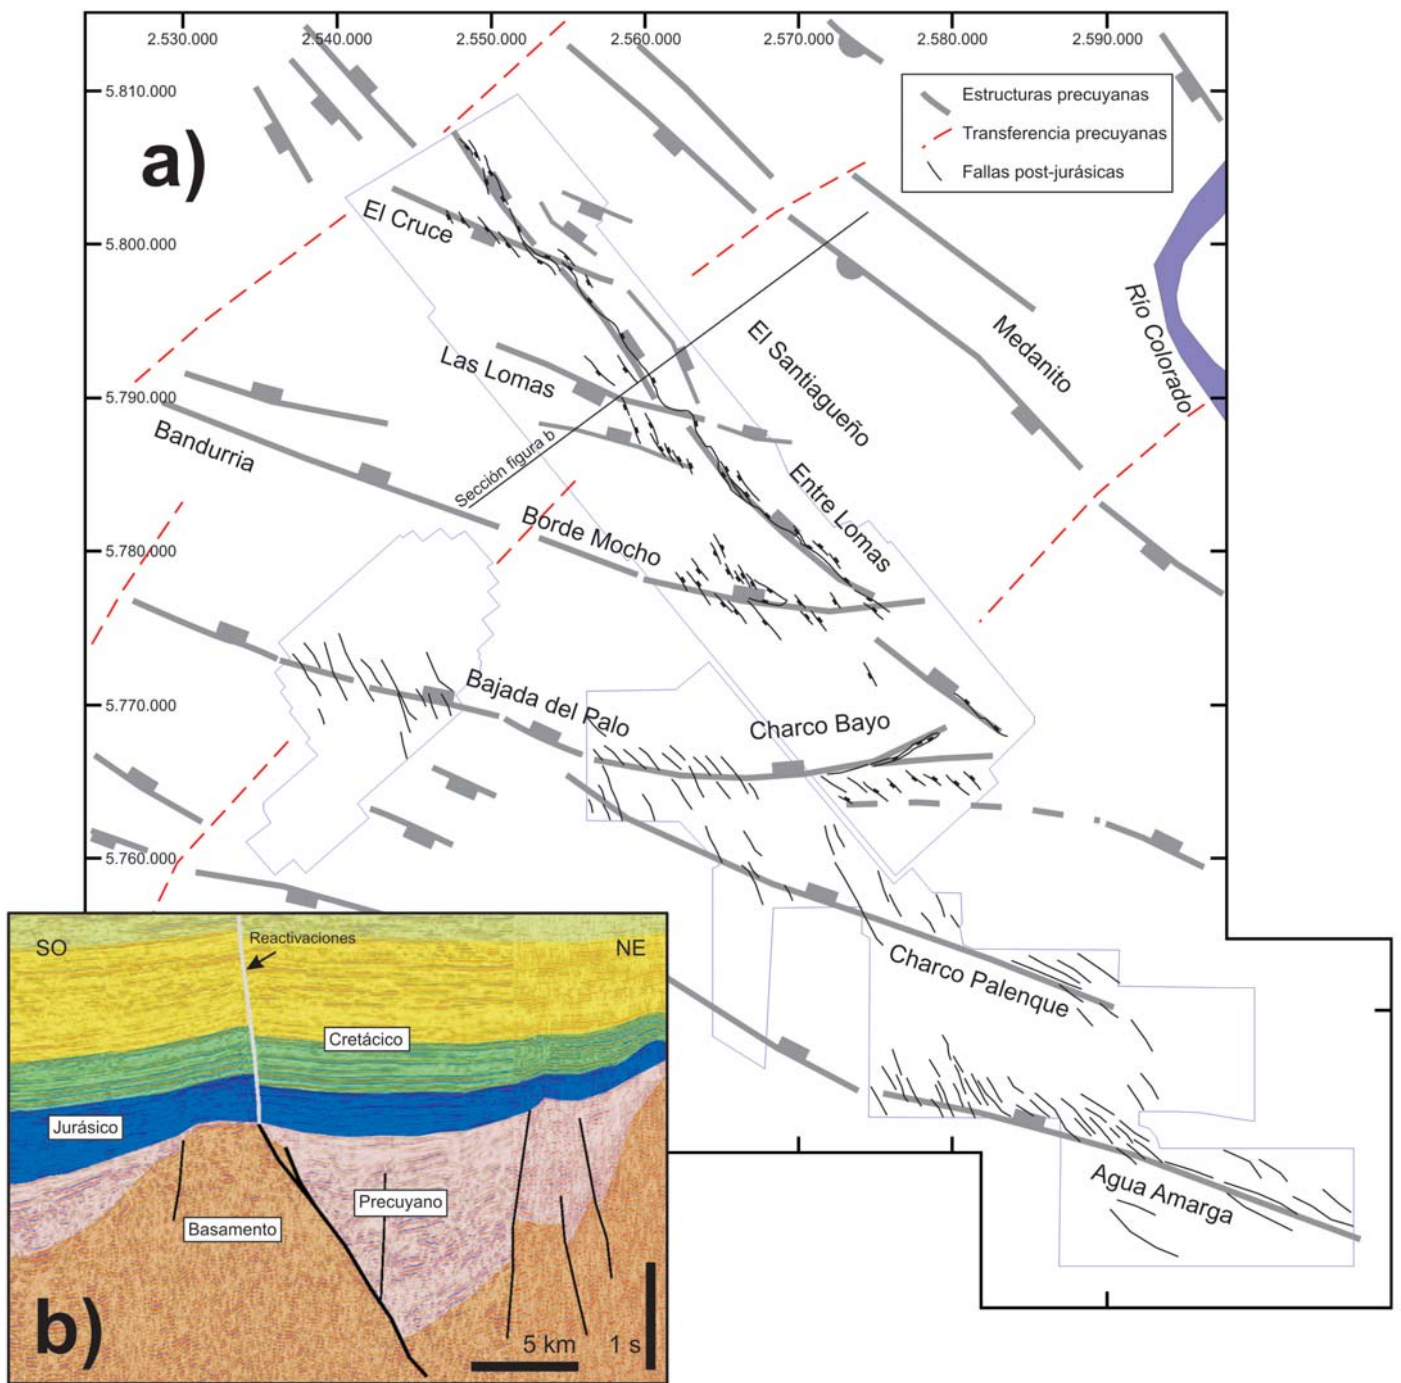 2.530.000 2.540.000 2.550.000 2.560.000 2.570.000 2.580.000 2.590.000
5.810.000
5.800.000
5.790.000
5.780.000
5.770.000
5.760.000
a)
Estructuras precuyanas
Transferencia precuyanas
Fallas post-jurásicas
El Cruce
Río Colorado
Medanito
El Santiagueño
Las Lomas
Bandurria
Sección figura b
Entre Lomas
Borde Mocho
Bajada del Palo
Charco Bayo
Charco Palenque
Agua Amarga
SO
Reactivaciones
NE
Cretácico
Jurásico
Precuyano
Basamento
b)
5 km
1 s